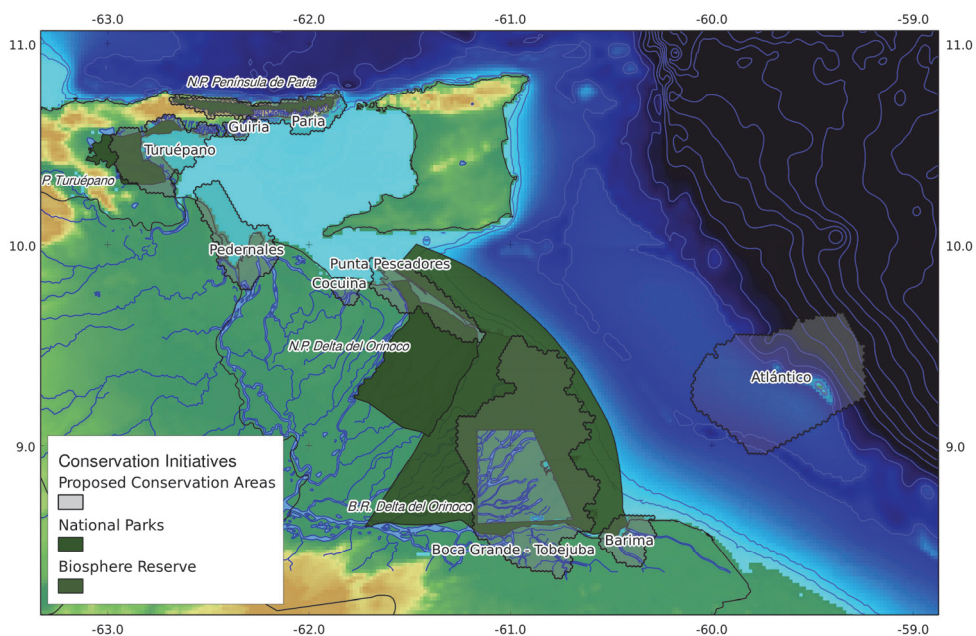 -63.0 -62.0 -61.0 -60.0 -59.0
11.0 11.0
N.P. Península de Paria
Güiria Paria
Turuépano
P. Turuépano
10.0 10.0
Pedernales
Punta Pescadores
Cocuina
N.P. Delta del Orinoco
Atlántico
9.0 9.0
Conservation Initiatives
Proposed Conservation Areas
National Parks
Biosphere Reserve
B.R. Delta del Orinoco
Boca Grande - Tobejuba
Barima
-63.0 -62.0 -61.0 -60.0 -59.0